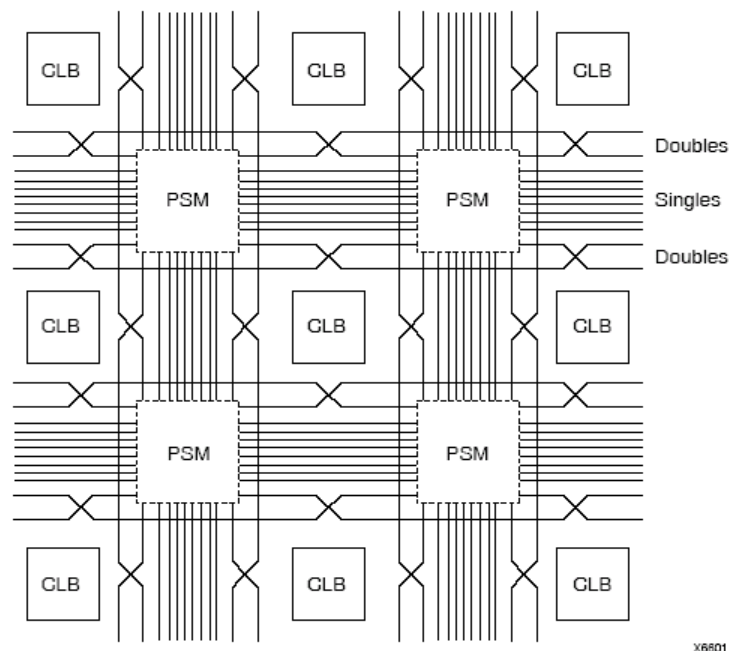 CLB CLB CLB
Doubles
PSM PSM Singles
Doubles
CLB CLB CLB
PSM PSM
CLB CLB CLB
X6601